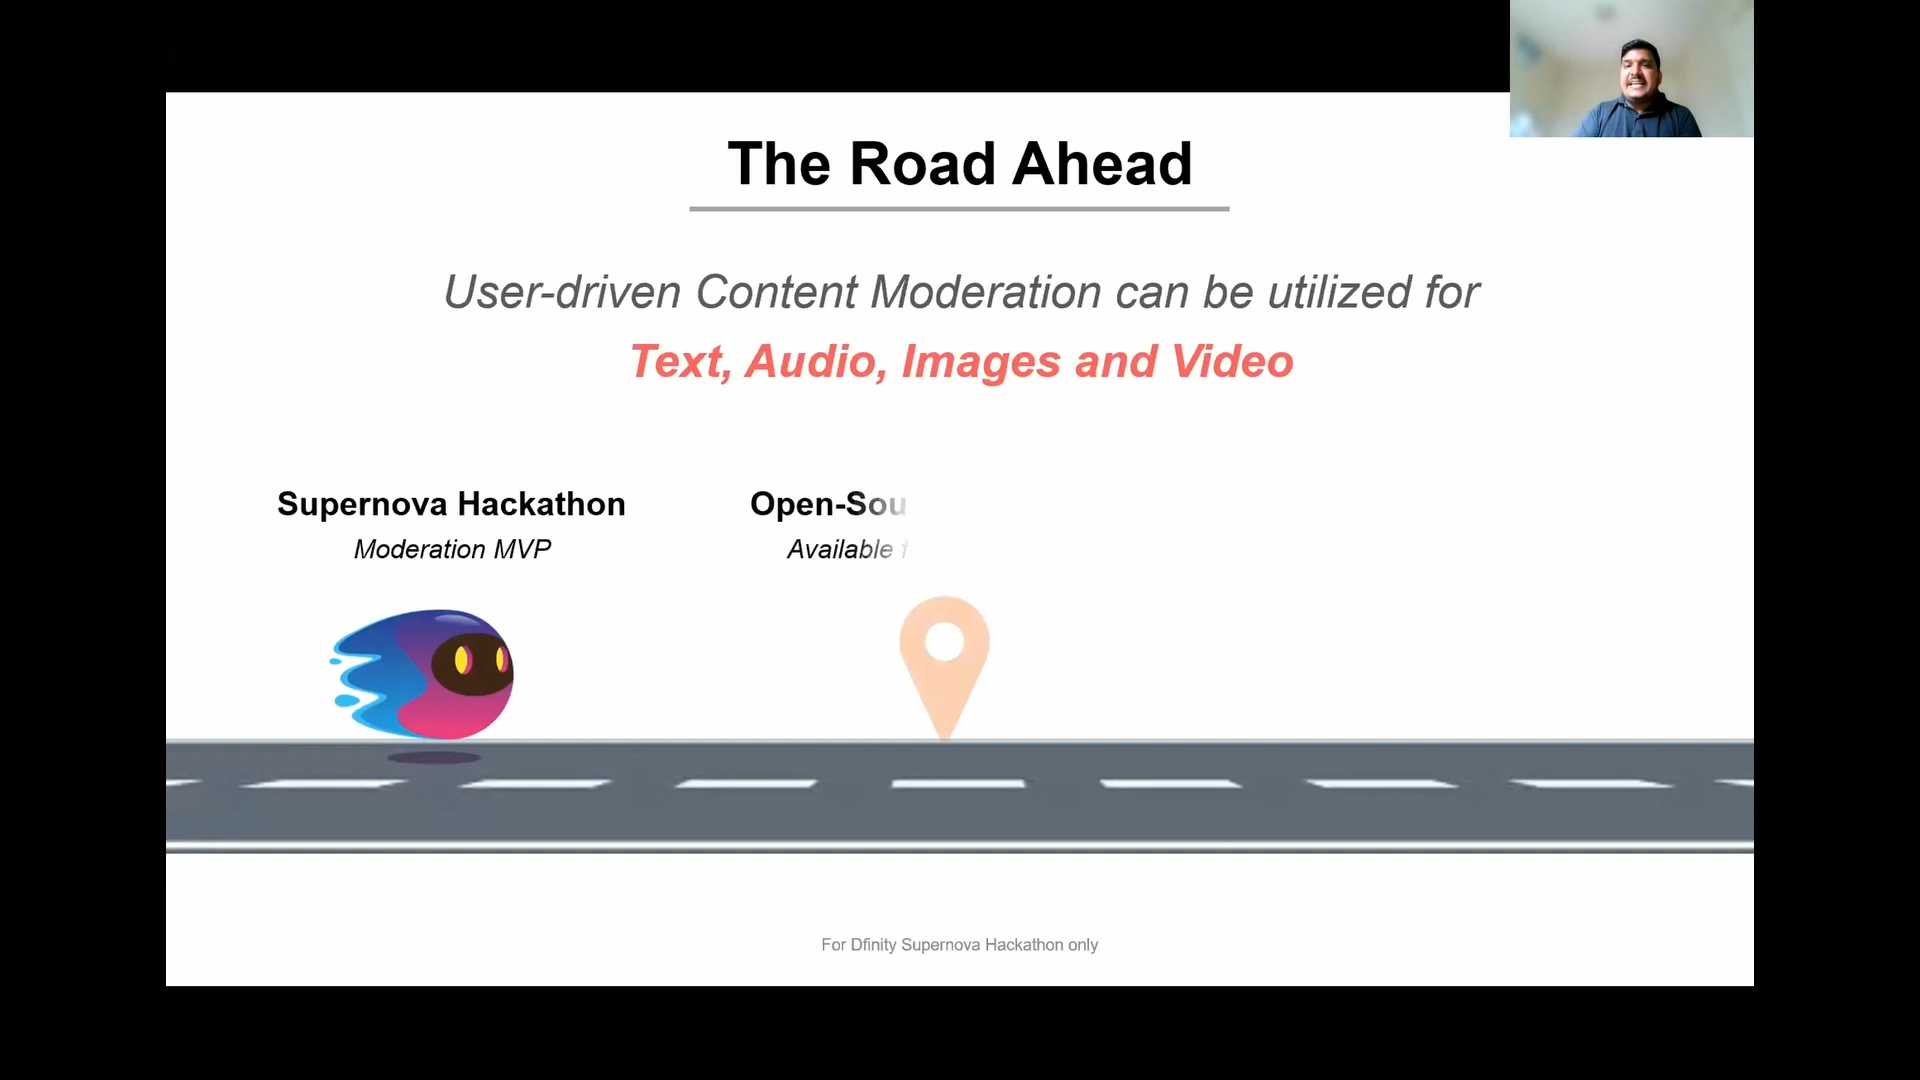 The Road Ahead
User-driven Content Moderation can be utilized for
Text, Audio, Images and Video
Supernova Hackathon
Moderation MVP
Open-Sou
Available
For Dfinity Supernova Hackathon only